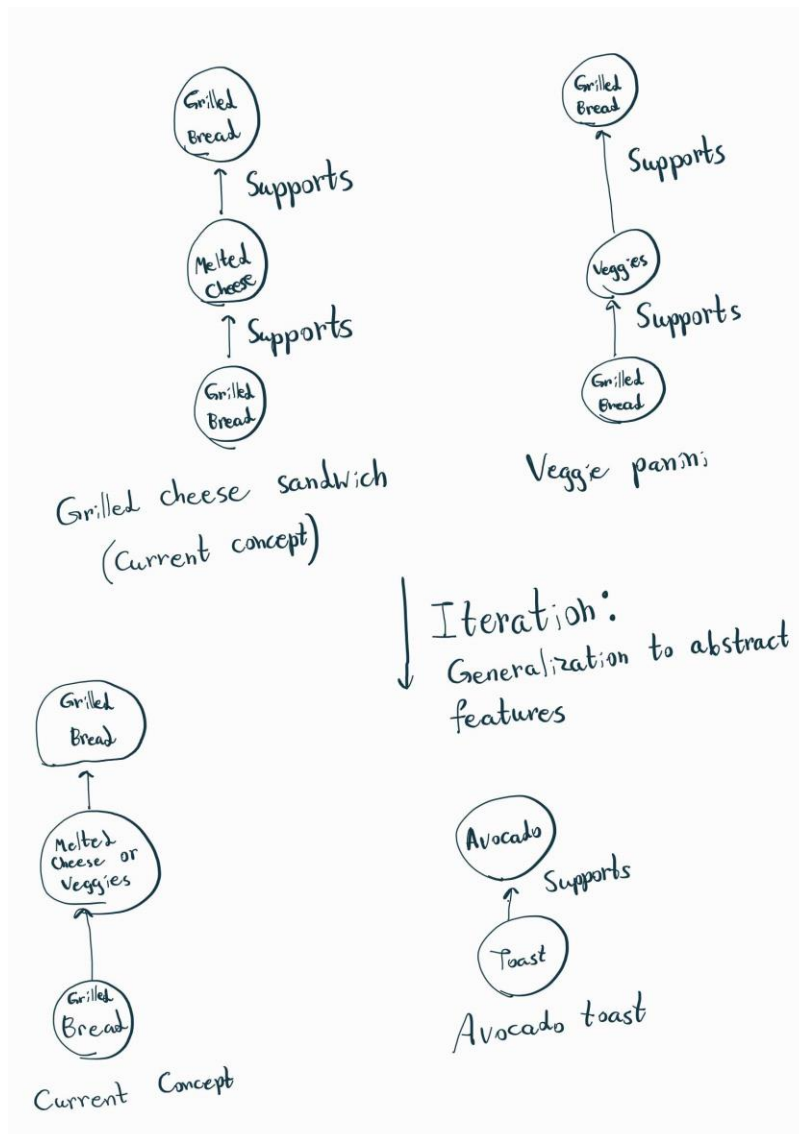 Grilled
Bread
Supports
Melted
Cheese
Supports
Grilled
Bread
Grilled cheese sandwich
(Current concept)
Grilled
Bread
Supports
Veggies
Supports
Grilled
Bread
Veggie panini
Iteration:
Generalization to abstract
features
Grilled
Bread
Melted
Cheese or
Veggies
Grilled
Bread
Current Concept
Avocado
Supports
Toast
Avocado toast